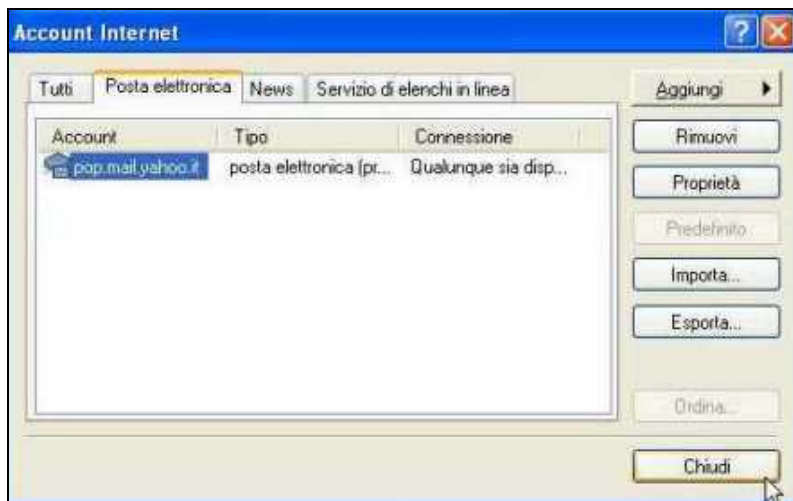 Account Internet
Tutti Posta elettronica News Servizio di elenchi in linea
Aggiungi
Account Tipo Connessione
Rimuovi
pop.mail.yahoo.it posta elettronica (pr... Qualunque sia disp...
Proprietà
Predefinito
Importa...
Esporta...
Ordina...
Chiudi